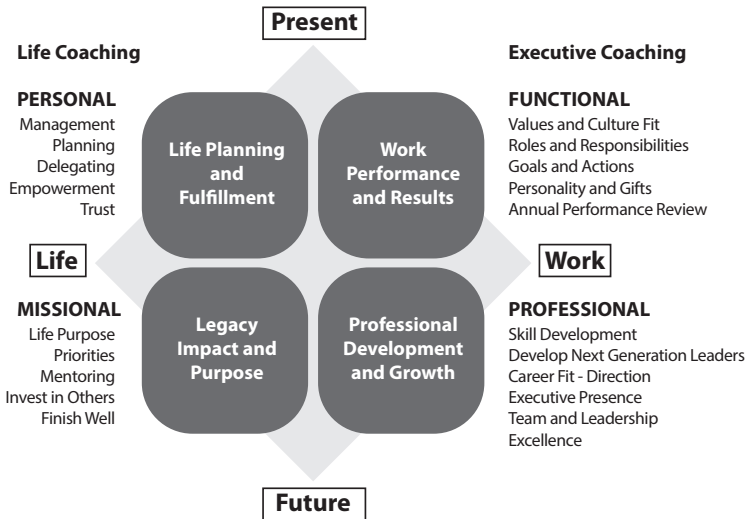 Present
Life Coaching
Executive Coaching
PERSONAL
Management
Planning
Delegating
Empowerment
Trust
Life Planning
and
Fulfillment
Work
Performance
and Results
FUNCTIONAL
Values and Culture Fit
Roles and Responsibilities
Goals and Actions
Personality and Gifts
Annual Performance Review
Life
Work
MISSIONAL
Life Purpose
Priorities
Mentoring
Invest in Others
Finish Well
Legacy
Impact and
Purpose
Professional
Development
and Growth
PROFESSIONAL
Skill Development
Develop Next Generation Leaders
Career Fit - Direction
Executive Presence
Team and Leadership
Excellence
Future